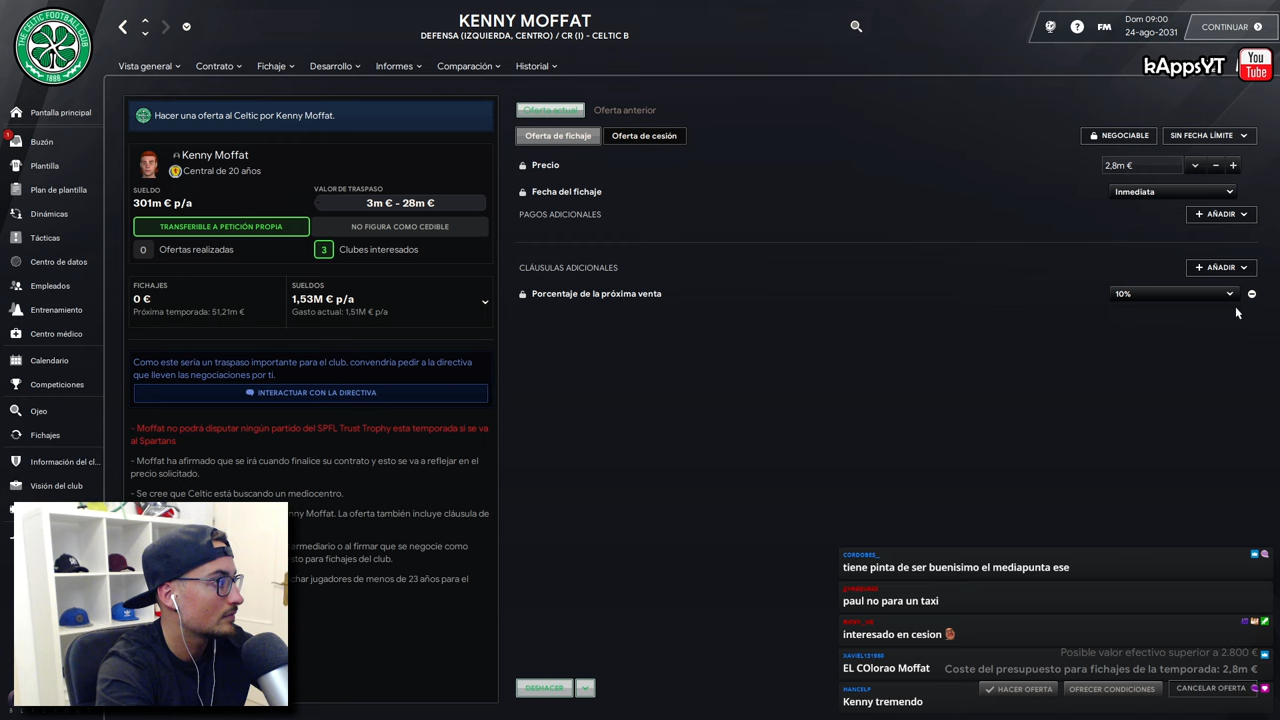 THE CELTIC FOOTBALL CLUB
1888
KENNY MOFFAT
DEFENSA (IZQUIERDA, CENTRO) / CR (I) - CELTIC B
FM
Dom 09:00
24-ago-2031
CONTINUAR
kAppsYT
You
Tube
Vista general
Contrato
Fichaje
Desarrollo
Informes
Comparación
Historial
Pantalla principal
1
Buzón
Plantilla
Plan de plantilla
Dinámicas
Tácticas
Centro de datos
Empleados
Entrenamiento
Centro médico
Calendario
Competiciones
Ojeo
Fichajes
Información del cl...
Visión del club
Hacer una oferta al Celtic por Kenny Moffat.
Kenny Moffat
Central de 20 años
SUELDO
301m € p/a
VALOR DE TRASPASO
3m € - 28m €
TRANSFERIBLE A PETICIÓN PROPIA
NO FIGURA COMO CEDIBLE
0 Ofertas realizadas
3 Clubes interesados
FICHAJES
0 €
Próxima temporada: 51,21m €
SUELDOS
1,53M € p/a
Gasto actual: 1,51M € p/a
Como este sería un traspaso importante para el club, convendría pedir a la directiva
que lleven las negociaciones por ti.
INTERACTUAR CON LA DIRECTIVA
- Moffat no podrá disputar ningún partido del SPFL Trust Trophy esta temporada si se va
al Spartans
- Moffat ha afirmado que se irá cuando finalice su contrato y esto se va a reflejar en el
precio solicitado.
- Se cree que Celtic está buscando un mediocentro.
nny Moffat. La oferta también incluye cláusula de
ermediario o al firmar que se negocie como
sto para fichajes del club.
char jugadores de menos de 23 años para el
Oferta actual
Oferta anterior
Oferta de fichaje
Oferta de cesión
NEGOCIABLE
SIN FECHA LÍMITE
Precio
2,8m €
Fecha del fichaje
Inmediata
PAGOS ADICIONALES
AÑADIR
CLÁUSULAS ADICIONALES
AÑADIR
Porcentaje de la próxima venta
10%
CORDOBES_
tiene pinta de ser buenisimo el mediapunta ese
paul no para un taxi
interesado en cesion
XAVIEL131980
EL COlorao Moffat
HANCELP
Kenny tremendo
Posible valor efectivo superior a 2.800 €
Coste del presupuesto para fichajes de la temporada: 2,8m €
DESHACER
HACER OFERTA
OFRECER CONDICIONES
CANCELAR OFERTA